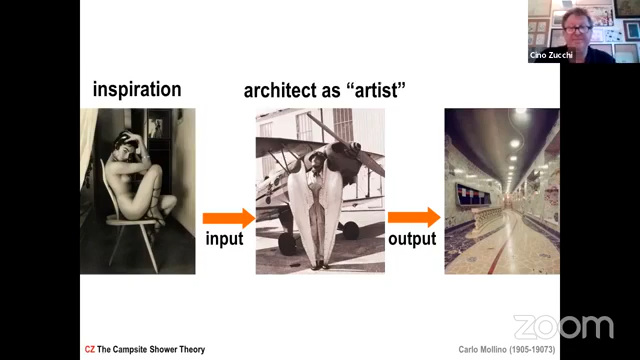 Cino Zucchi
inspiration
architect as “artist”
input
output
CZ The Campsite Shower Theory
Carlo Mollino (1905-19073)
zoom